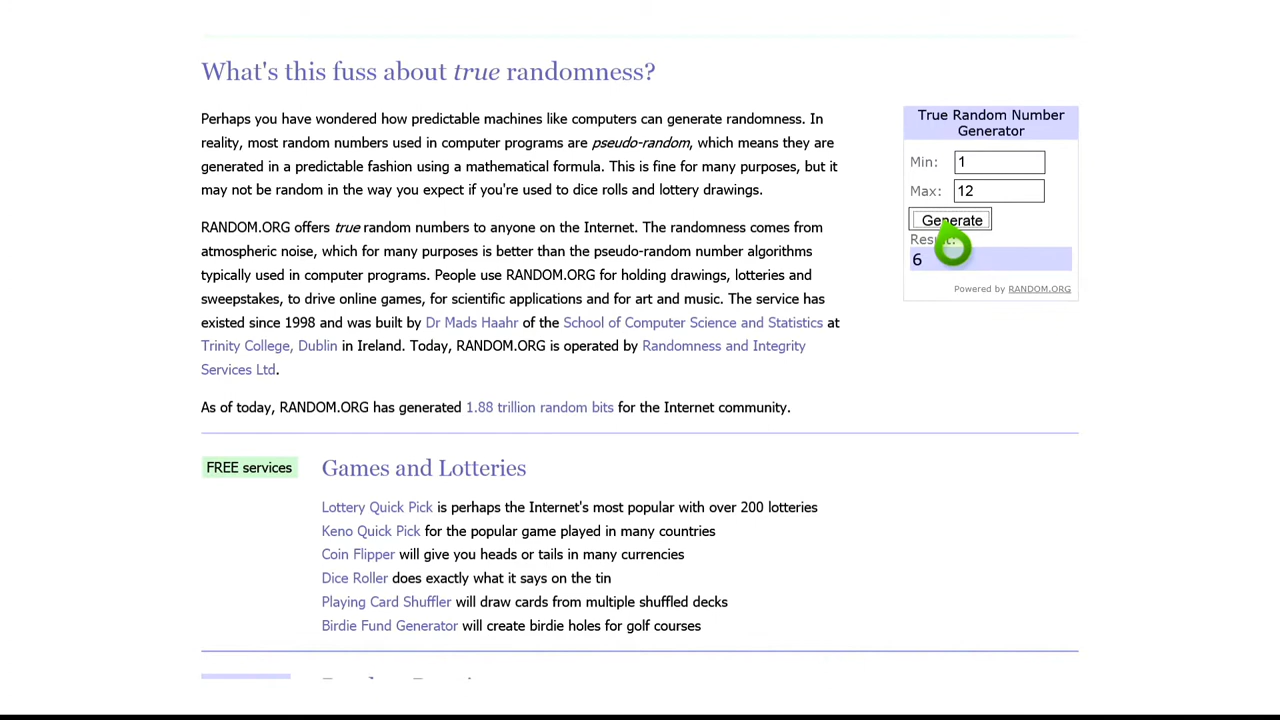 What's this fuss about true randomness?
Perhaps you have wondered how predictable machines like computers can generate randomness. In
reality, most random numbers used in computer programs are pseudo-random, which means they are
generated in a predictable fashion using a mathematical formula. This is fine for many purposes, but it
may not be random in the way you expect if you're used to dice rolls and lottery drawings.
RANDOM.ORG offers true random numbers to anyone on the Internet. The randomness comes from
atmospheric noise, which for many purposes is better than the pseudo-random number algorithms
typically used in computer programs. People use RANDOM.ORG for holding drawings, lotteries and
sweepstakes, to drive online games, for scientific applications and for art and music. The service has
existed since 1998 and was built by Dr Mads Haahr of the School of Computer Science and Statistics at
Trinity College, Dublin in Ireland. Today, RANDOM.ORG is operated by Randomness and Integrity
Services Ltd.
As of today, RANDOM.ORG has generated 1.88 trillion random bits for the Internet community.
True Random Number
Generator
Min: 1
Max: 12
Generate
Result:
6
Powered by RANDOM.ORG
FREE services
Games and Lotteries
Lottery Quick Pick is perhaps the Internet's most popular with over 200 lotteries
Keno Quick Pick for the popular game played in many countries
Coin Flipper will give you heads or tails in many currencies
Dice Roller does exactly what it says on the tin
Playing Card Shuffler will draw cards from multiple shuffled decks
Birdie Fund Generator will create birdie holes for golf courses